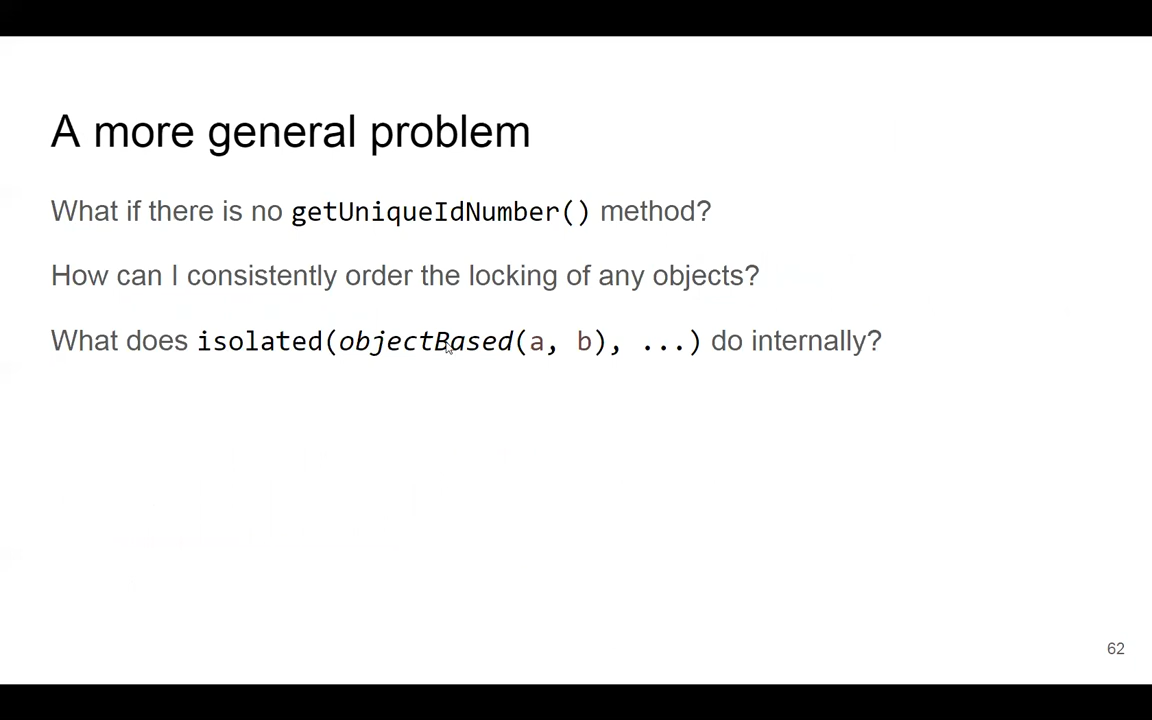 A more general problem
What if there is no getUniqueIdNumber() method?
How can I consistently order the locking of any objects?
What does isolated(objectBased(a, b), ...) do internally?
62